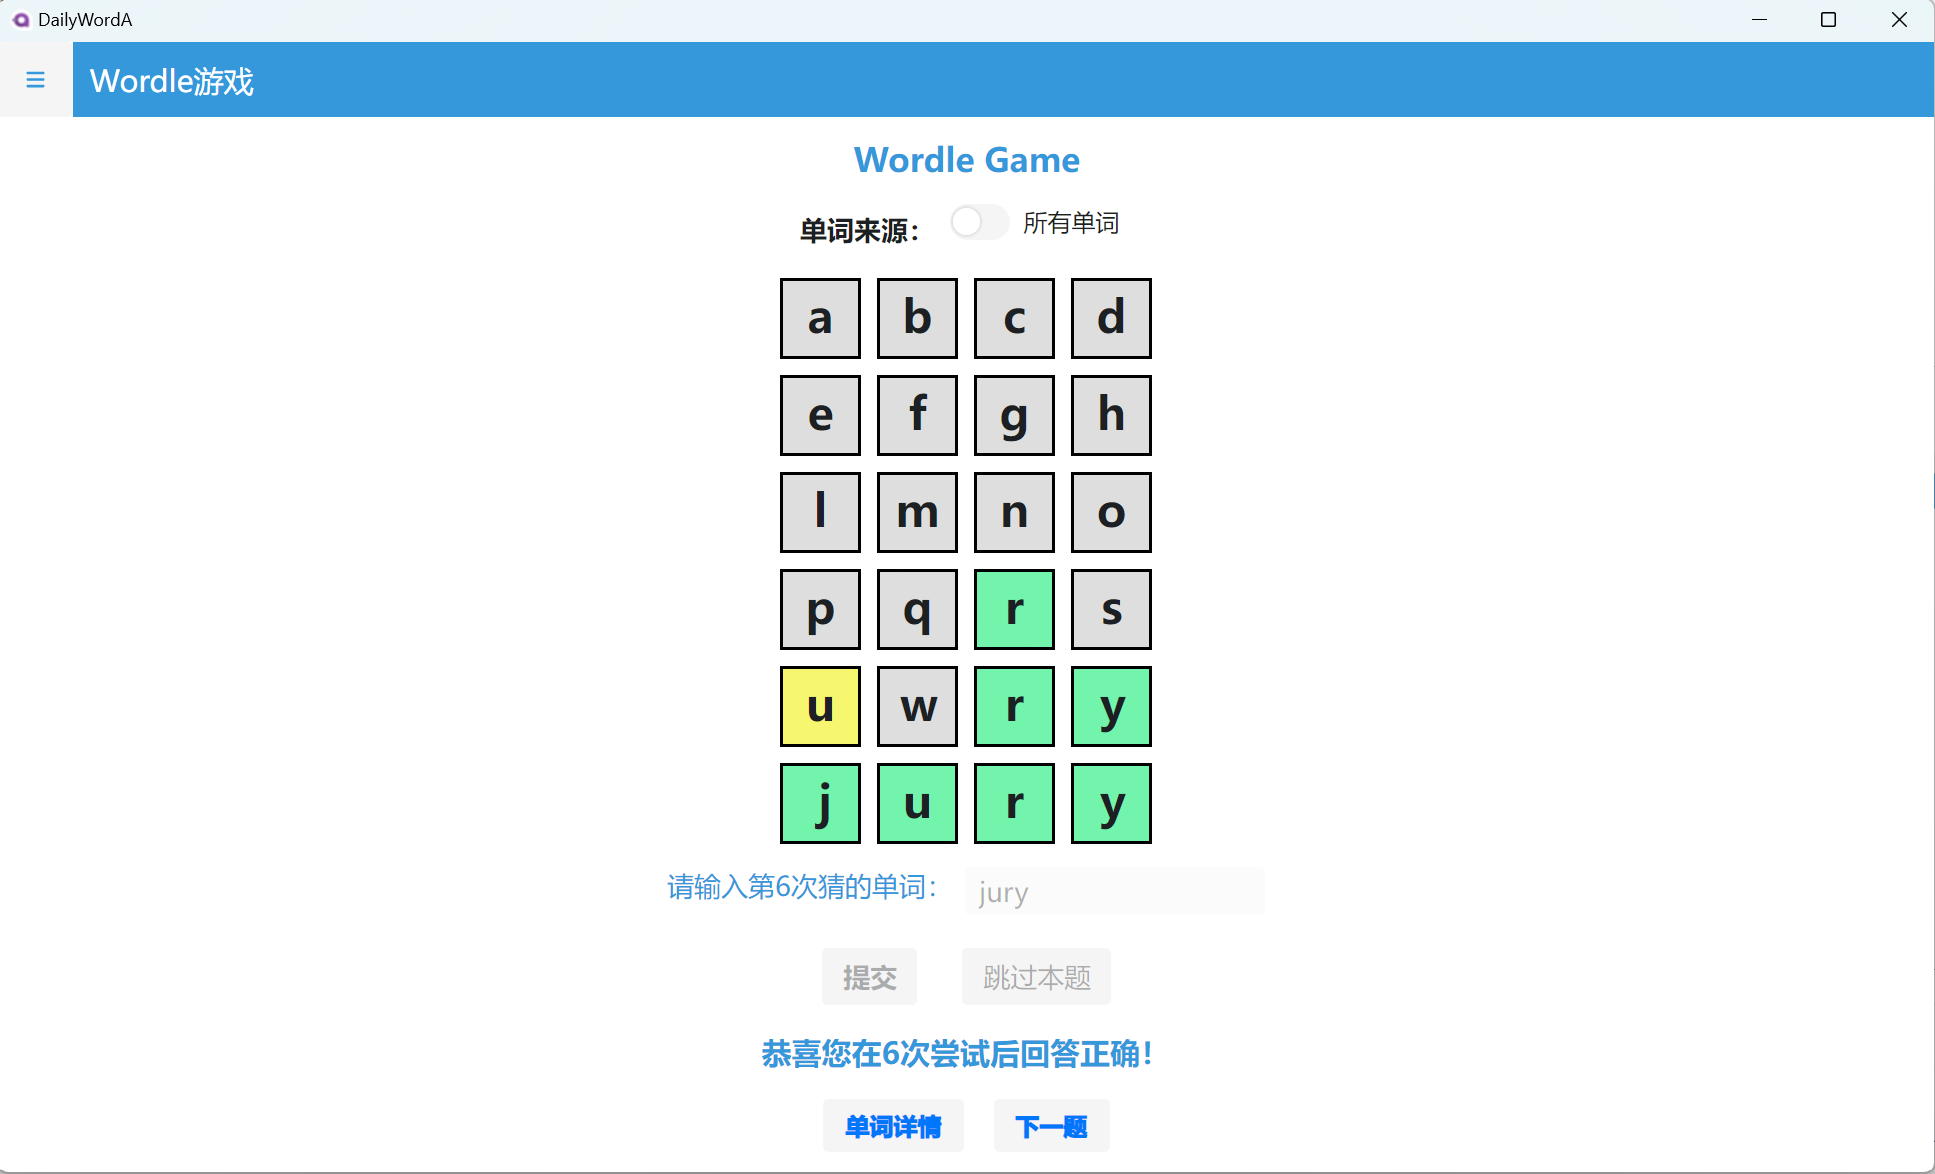 DailyWordA
Wordle游戏
Wordle Game
单词来源： 所有单词
a b c d
e f g h
l m n o
p q r s
u w r y
j u r y
请输入第6次猜的单词： jury
提交 跳过本题
恭喜您在6次尝试后回答正确！
单词详情 下一题